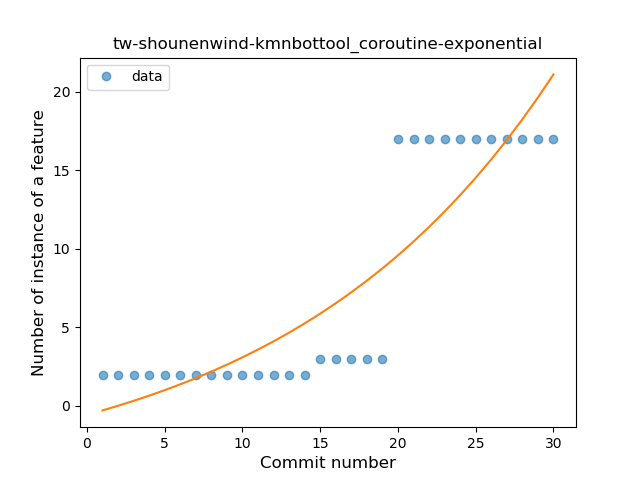 tw-shounenwind-kmnbottool_coroutine-exponential
data
Number of instance of a feature
20
15
10
5
0
0 5 10 15 20 25 30
Commit number